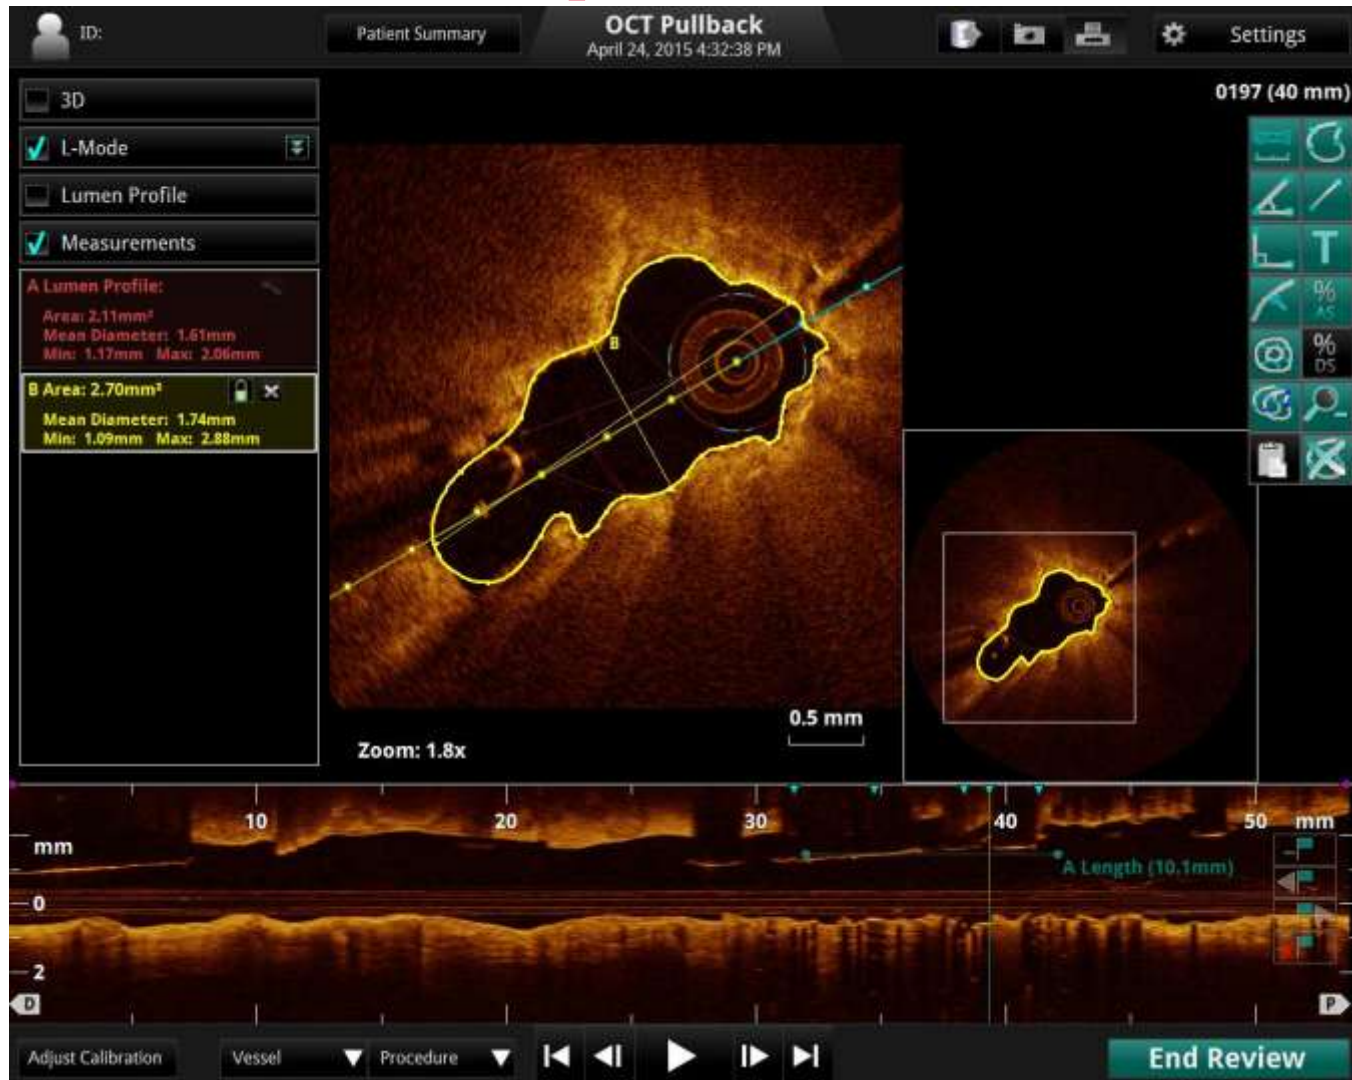 ID:
Patient Summary
OCT Pullback
April 24, 2015 4:32:38 PM
Settings
3D
L-Mode
Lumen Profile
Measurements
A Lumen Profile:
Area: 2.11mm²
Mean Diameter: 1.61mm
Min: 1.17mm Max: 2.06mm
B Area: 2.70mm²
Mean Diameter: 1.74mm
Min: 1.09mm Max: 2.88mm
0197 (40 mm)
T
% AS
% DS
B
0.5 mm
Zoom: 1.8x
10 20 30 40 50 mm
mm
A Length (10.1mm)
0
2
D
P
Adjust Calibration
Vessel
Procedure
End Review